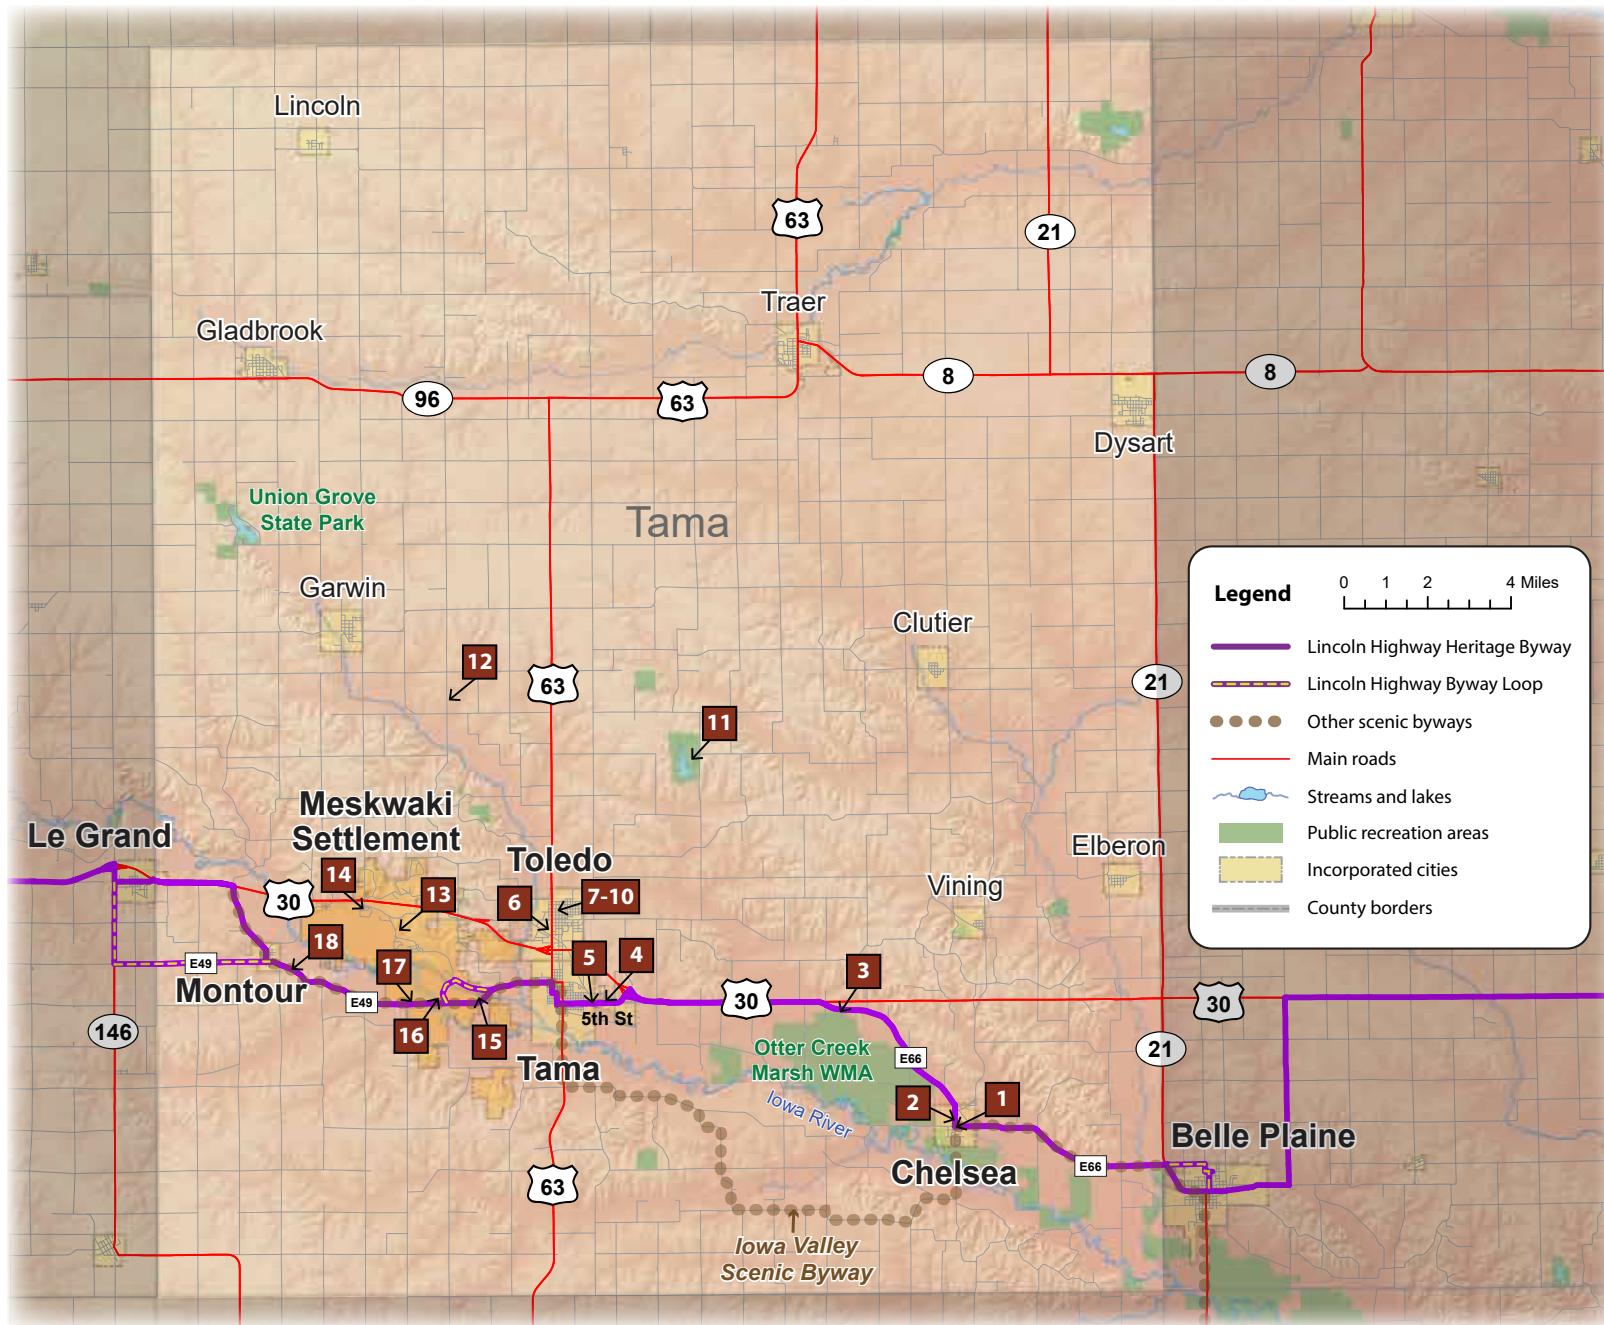 Lincoln
63
21
Traer
Gladbrook
8
8
96
63
Dysart
Union Grove
State Park
Tama
Legend
0 1 2 4 Miles
Lincoln Highway Heritage Byway
Lincoln Highway Byway Loop
Other scenic byways
Main roads
Streams and lakes
Public recreation areas
Incorporated cities
County borders
Garwin
Clutier
12
63
21
11
Meskwaki
Settlement
Le Grand
Toledo
Elberon
14
13
6
7-10
Vining
30
18
5
4
3
E49
17
Montour
E49
5th St
30
30
30
146
16
15
Otter Creek
Marsh WMA
E66
21
Tama
Iowa River
2
1
Belle Plaine
E66
Chelsea
63
Iowa Valley
Scenic Byway